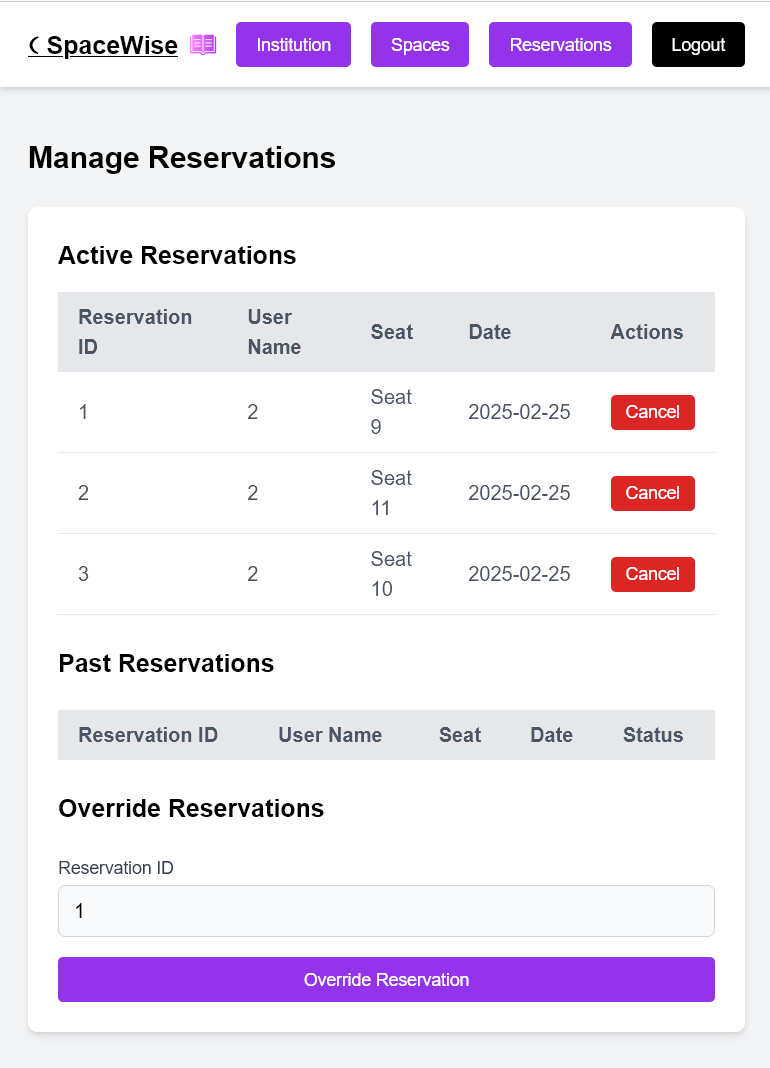 ☾ SpaceWise Institution Spaces Reservations Logout
Manage Reservations
Active Reservations
Reservation ID User Name Seat Date Actions
1 2 Seat 9 2025-02-25 Cancel
2 2 Seat 11 2025-02-25 Cancel
3 2 Seat 10 2025-02-25 Cancel
Past Reservations
Reservation ID User Name Seat Date Status
Override Reservations
Reservation ID
1
Override Reservation